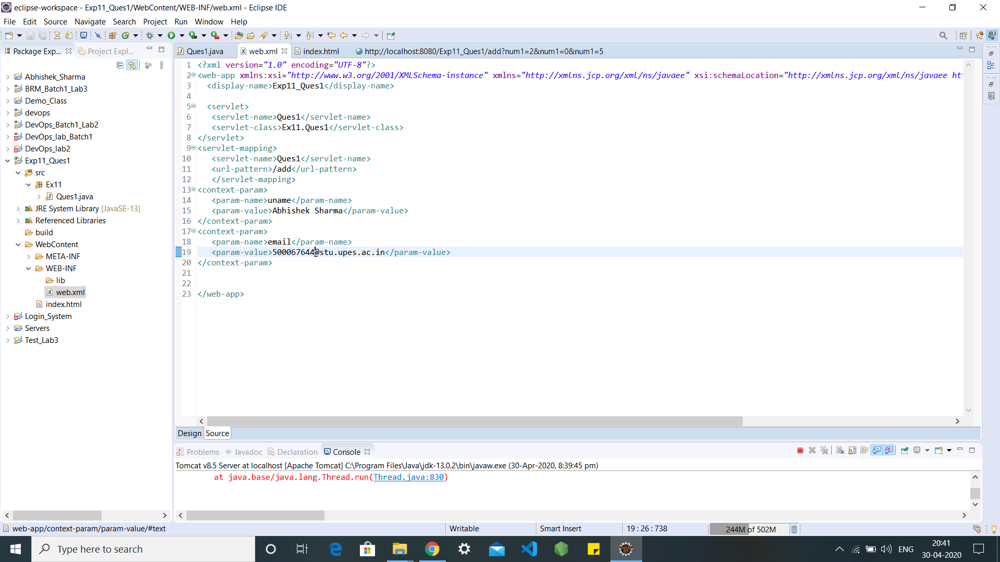 eclipse-workspace - Exp11_Ques1/WebContent/WEB-INF/web.xml - Eclipse IDE
File Edit Source Navigate Search Project Run Window Help
Package Exp... Project Expl...
Ques1.java web.xml index.html http://localhost:8080/Exp11_Ques1/add?num1=2&num1=0&num1=5
Abhishek_Sharma
BRM_Batch1_Lab3
Demo_Class
devops
DevOps_Batch1_Lab2
DevOps_lab_Batch1
DevOps_lab2
Exp11_Ques1
src
Ex11
Ques1.java
JRE System Library [JavaSE-13]
Referenced Libraries
build
WebContent
META-INF
WEB-INF
lib
web.xml
index.html
Login_System
Servers
Test_Lab3
1 <?xml version="1.0" encoding="UTF-8"?>
2 <web-app xmlns:xsi="http://www.w3.org/2001/XMLSchema-instance" xmlns="http://xmlns.jcp.org/xml/ns/javaee" xsi:schemaLocation="http://xmlns.jcp.org/xml/ns/javaee htt
3 <display-name>Exp11_Ques1</display-name>
4
5 <servlet>
6 <servlet-name>Ques1</servlet-name>
7 <servlet-class>Ex11.Ques1</servlet-class>
8 </servlet>
9 <servlet-mapping>
10 <servlet-name>Ques1</servlet-name>
11 <url-pattern>/add</url-pattern>
12 </servlet-mapping>
13 <context-param>
14 <param-name>uname</param-name>
15 <param-value>Abhishek Sharma</param-value>
16 </context-param>
17 <context-param>
18 <param-name>email</param-name>
19 <param-value>500067644@stu.upes.ac.in</param-value>
20 </context-param>
21
22
23 </web-app>
Design Source
Problems @ Javadoc Declaration Console
Tomcat v8.5 Server at localhost [Apache Tomcat] C:\Program Files\Java\jdk-13.0.2\bin\javaw.exe (30-Apr-2020, 8:39:45 pm)
at java.base/java.lang.Thread.run(Thread.java:830)
web-app/context-param/param-value/#text Writable Smart Insert 19 : 26 : 738 244M of 502M
Type here to search ENG 20:41
30-04-2020